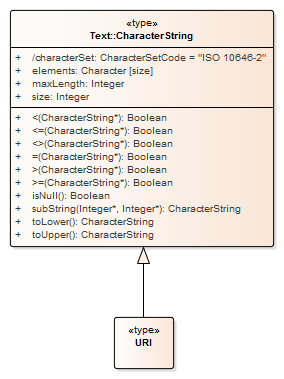 «type»
Text::CharacterString
+ /characterSet: CharacterSetCode = "ISO 10646-2"
+ elements: Character [size]
+ maxLength: Integer
+ size: Integer
+ <(CharacterString*): Boolean
+ <=(CharacterString*): Boolean
+ <>(CharacterString*): Boolean
+ =(CharacterString*): Boolean
+ >(CharacterString*): Boolean
+ >=(CharacterString*): Boolean
+ isNull(): Boolean
+ subString(Integer*, Integer*): CharacterString
+ toLower(): CharacterString
+ toUpper(): CharacterString
«type»
URI